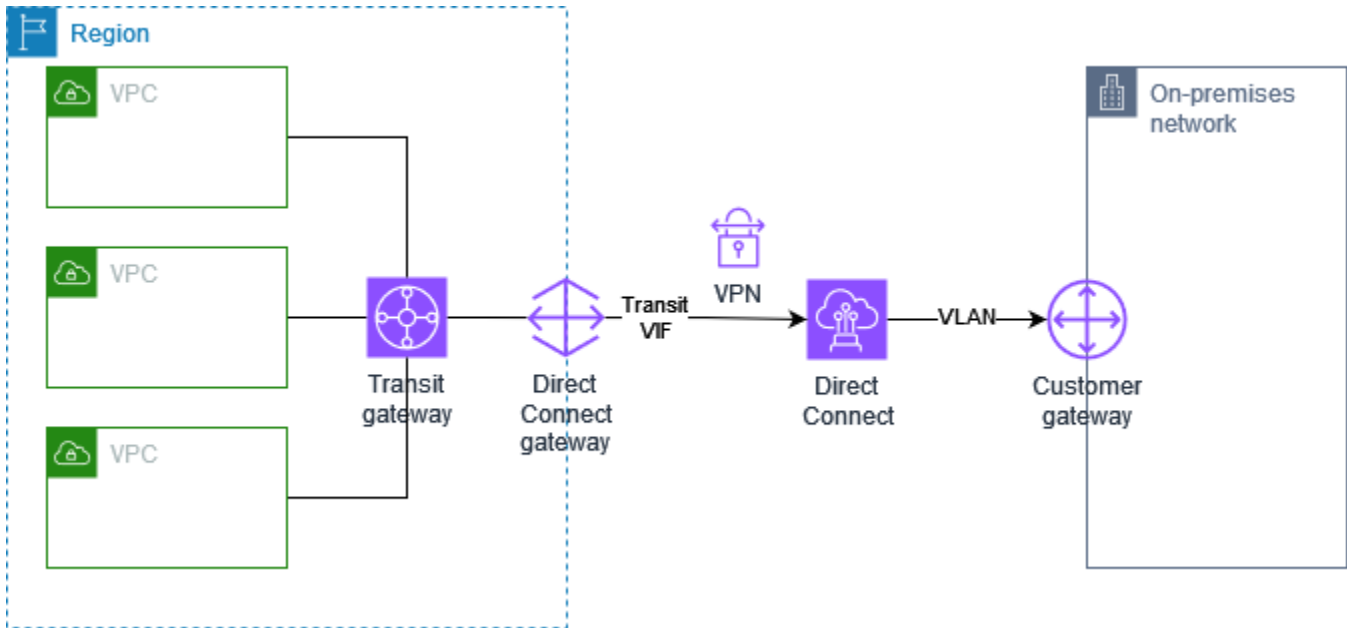 Region
VPC
VPC
VPC
Transit
gateway
Direct
Connect
gateway
Transit
VIF
VPN
Direct
Connect
VLAN
Customer
gateway
On-premises
network